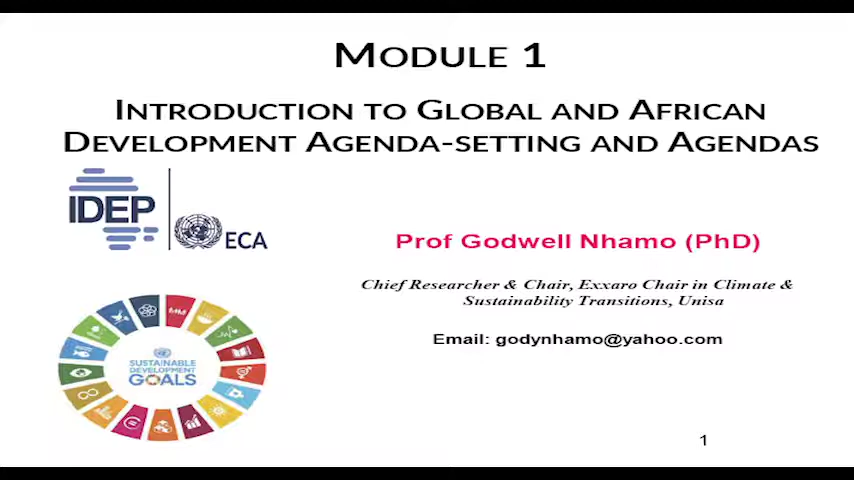 MODULE 1
INTRODUCTION TO GLOBAL AND AFRICAN
DEVELOPMENT AGENDA-SETTING AND AGENDAS
IDEP
ECA
Prof Godwell Nhamo (PhD)
Chief Researcher & Chair, Exxaro Chair in Climate &
Sustainability Transitions, Unisa
Email: godynhamo@yahoo.com
SUSTAINABLE
DEVELOPMENT
GOALS
1